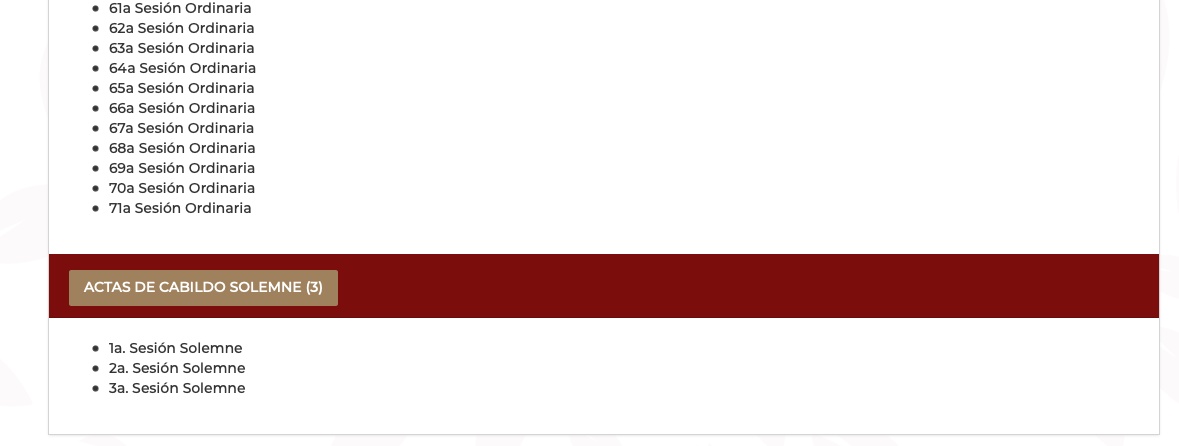 61a Sesión Ordinaria
62a Sesión Ordinaria
63a Sesión Ordinaria
64a Sesión Ordinaria
65a Sesión Ordinaria
66a Sesión Ordinaria
67a Sesión Ordinaria
68a Sesión Ordinaria
69a Sesión Ordinaria
70a Sesión Ordinaria
71a Sesión Ordinaria
ACTAS DE CABILDO SOLEMNE (3)
1a. Sesión Solemne
2a. Sesión Solemne
3a. Sesión Solemne